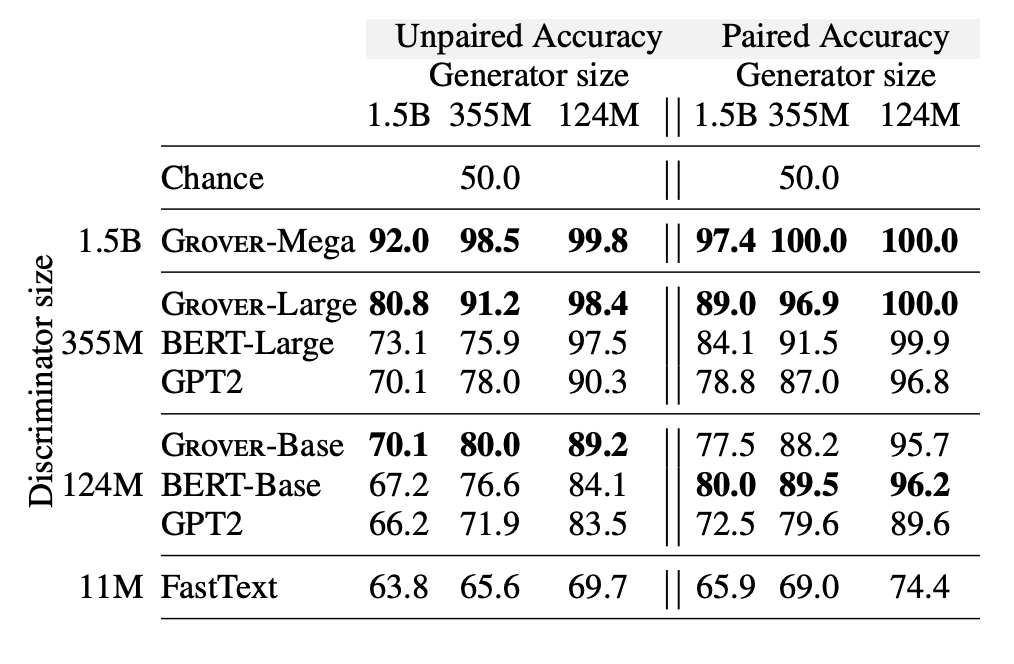 Unpaired Accuracy Paired Accuracy
Generator size Generator size
1.5B 355M 124M || 1.5B 355M 124M
Chance 50.0 || 50.0
1.5B GROVER-Mega 92.0 98.5 99.8 || 97.4 100.0 100.0
GROVER-Large 80.8 91.2 98.4 || 89.0 96.9 100.0
355M BERT-Large 73.1 75.9 97.5 || 84.1 91.5 99.9
GPT2 70.1 78.0 90.3 || 78.8 87.0 96.8
GROVER-Base 70.1 80.0 89.2 || 77.5 88.2 95.7
124M BERT-Base 67.2 76.6 84.1 || 80.0 89.5 96.2
GPT2 66.2 71.9 83.5 || 72.5 79.6 89.6
11M FastText 63.8 65.6 69.7 || 65.9 69.0 74.4
Discriminator size